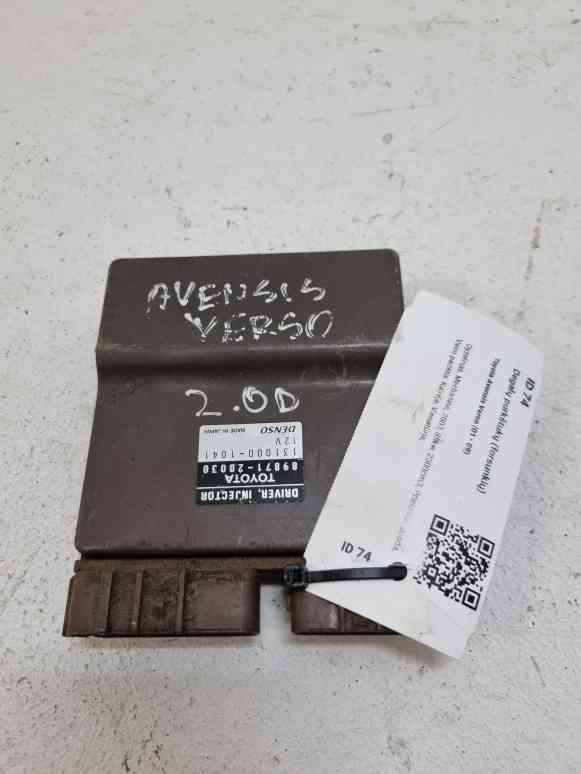 AVENSIS
VERSO
2.0D
DRIVER, INJECTOR
TOYOTA
89871-20030
131000-1041
12V
DENSO MADE IN JAPAN
ID 74
Degalų purkštukų (forsunkių)
Toyota Avensis Verso (01 - 09)
ID 74